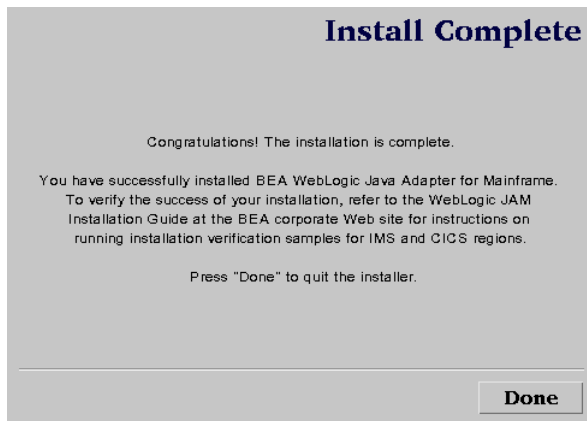 Install Complete
Congratulations! The installation is complete.
You have successfully installed BEA WebLogic Java Adapter for Mainframe.
To verify the success of your installation, refer to the WebLogic JAM
Installation Guide at the BEA corporate Web site for instructions on
running installation verification samples for IMS and CICS regions.
Press "Done" to quit the installer.
Done